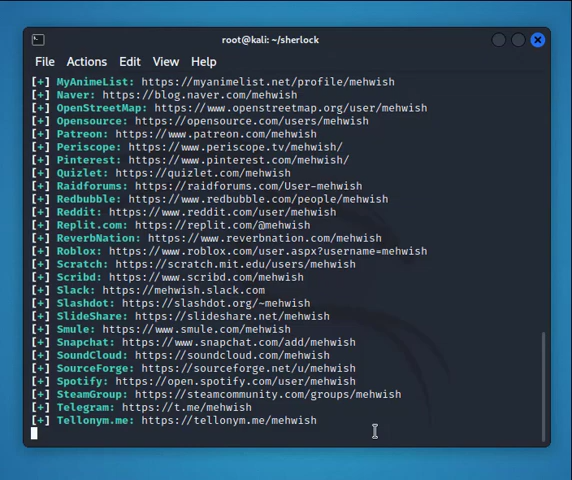 root@kali: ~/sherlock
File Actions Edit View Help
[+] MyAnimeList: https://myanimelist.net/profile/mehwish
[+] Naver: https://blog.naver.com/mehwish
[+] OpenStreetMap: https://www.openstreetmap.org/user/mehwish
[+] Opensource: https://opensource.com/users/mehwish
[+] Patreon: https://www.patreon.com/mehwish
[+] Periscope: https://www.periscope.tv/mehwish/
[+] Pinterest: https://www.pinterest.com/mehwish/
[+] Quizlet: https://quizlet.com/mehwish
[+] Raidforums: https://raidforums.com/User-mehwish
[+] Redbubble: https://www.redbubble.com/people/mehwish
[+] Reddit: https://www.reddit.com/user/mehwish
[+] Replit.com: https://replit.com/@mehwish
[+] ReverbNation: https://www.reverbnation.com/mehwish
[+] Roblox: https://www.roblox.com/user.aspx?username=mehwish
[+] Scratch: https://scratch.mit.edu/users/mehwish
[+] Scribd: https://www.scribd.com/mehwish
[+] Slack: https://mehwish.slack.com
[+] Slashdot: https://slashdot.org/~mehwish
[+] SlideShare: https://slideshare.net/mehwish
[+] Smule: https://www.smule.com/mehwish
[+] Snapchat: https://www.snapchat.com/add/mehwish
[+] SoundCloud: https://soundcloud.com/mehwish
[+] SourceForge: https://sourceforge.net/u/mehwish
[+] Spotify: https://open.spotify.com/user/mehwish
[+] SteamGroup: https://steamcommunity.com/groups/mehwish
[+] Telegram: https://t.me/mehwish
[+] Tellonym.me: https://tellonym.me/mehwish